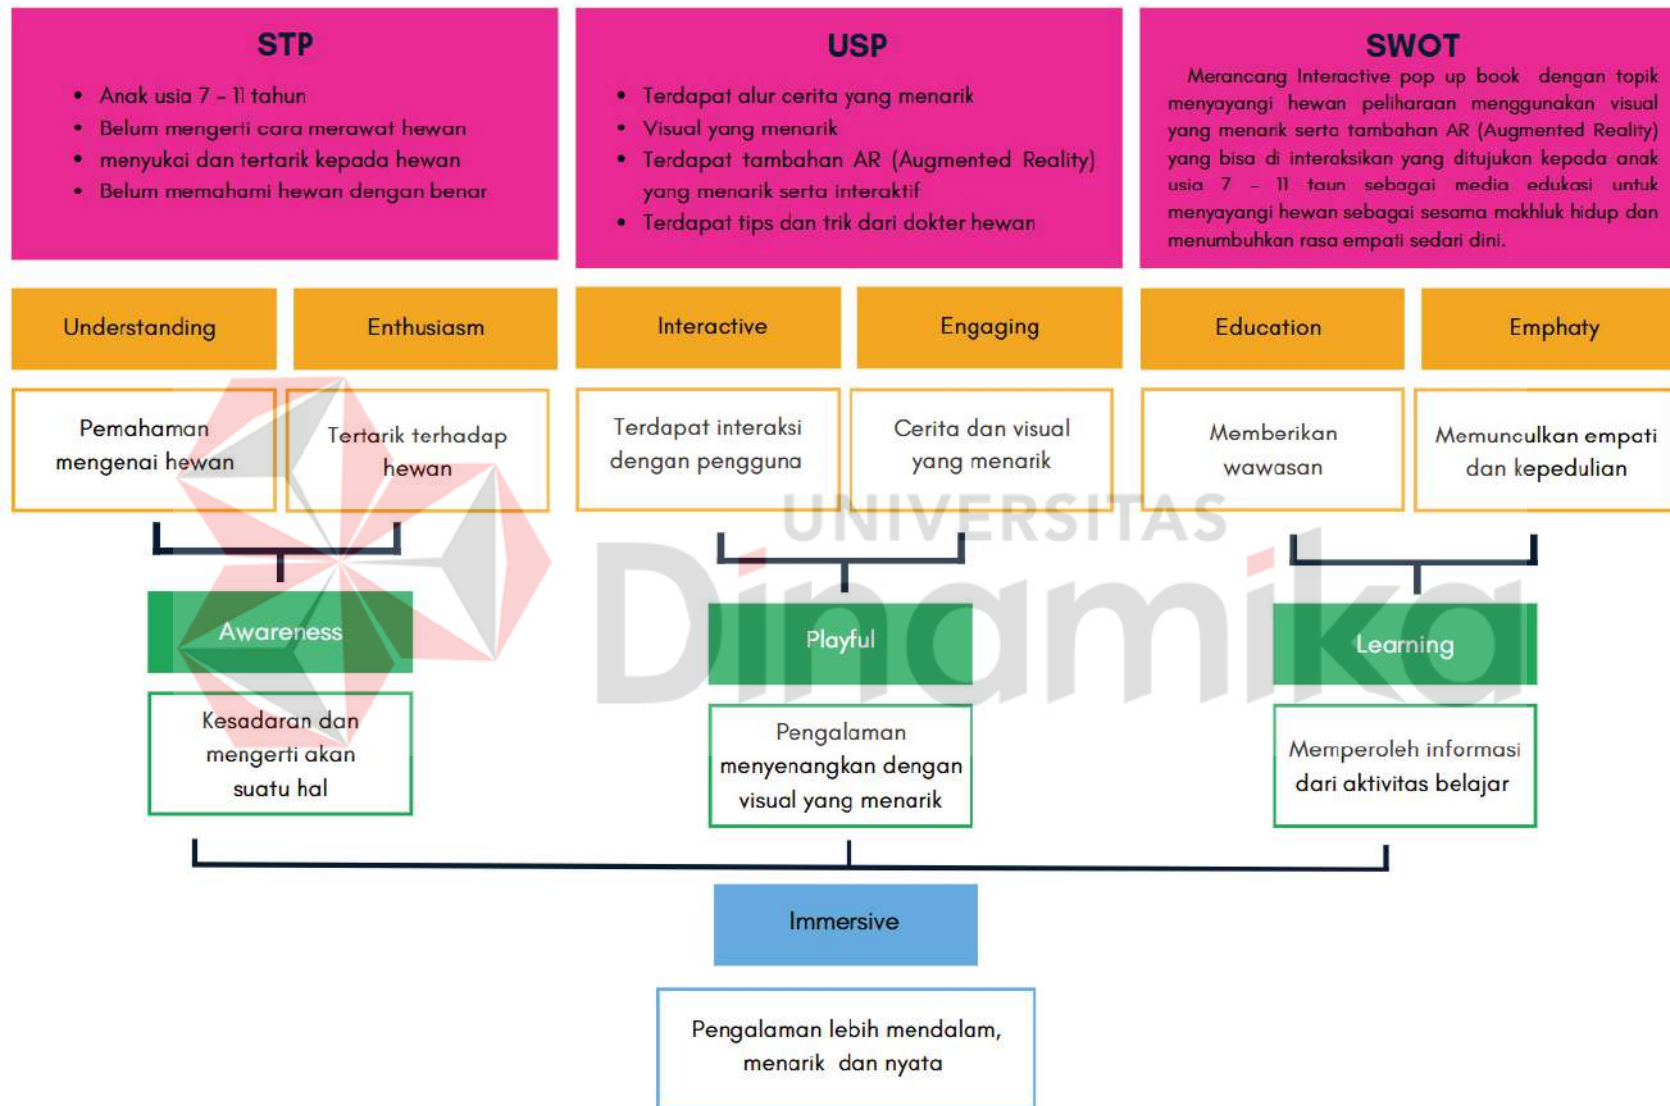 STP
• Anak usia 7 - 11 tahun
• Belum mengerti cara merawat hewan
• menyukai dan tertarik kepada hewan
• Belum memahami hewan dengan benar
USP
• Terdapat alur cerita yang menarik
• Visual yang menarik
• Terdapat tambahan AR (Augmented Reality)
yang menarik serta interaktif
• Terdapat tips dan trik dari dokter hewan
SWOT
Merancang Interactive pop up book dengan topik
menyayangi hewan peliharaan menggunakan visual
yang menarik serta tambahan AR (Augmented Reality)
yang bisa di interaksikan yang ditujukan kepada anak
usia 7 - 11 taun sebagai media edukasi untuk
menyayangi hewan sebagai sesama makhluk hidup dan
menumbuhkan rasa empati sedari dini.
Understanding
Enthusiasm
Interactive
Engaging
Education
Emphaty
Pemahaman
mengenai hewan
Tertarik terhadap
hewan
Terdapat interaksi
dengan pengguna
Cerita dan visual
yang menarik
Memberikan
wawasan
Memunculkan empati
dan kepedulian
UNIVERSITAS
Dinamika
Awareness
Playful
Learning
Kesadaran dan
mengerti akan
suatu hal
Pengalaman
menyenangkan dengan
visual yang menarik
Memperoleh informasi
dari aktivitas belajar
Immersive
Pengalaman lebih mendalam,
menarik dan nyata